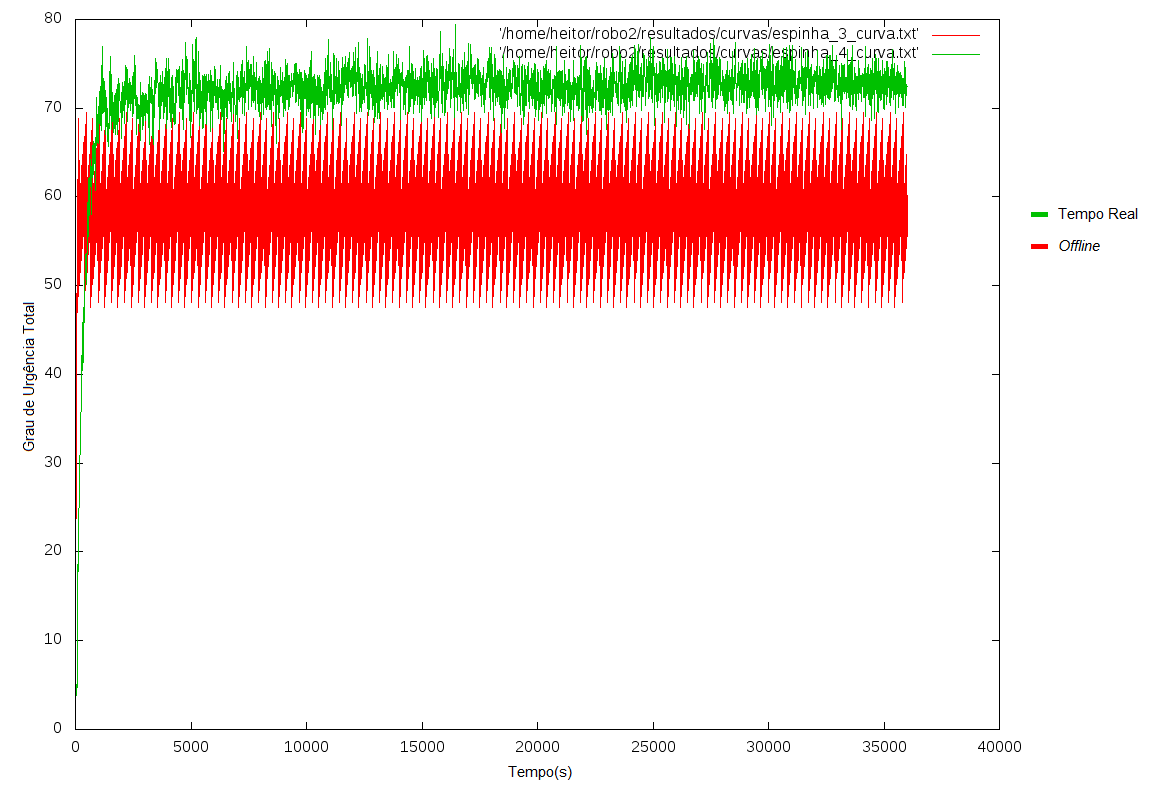 '/home/heitor/robo2/resultados/curvas/espinha_3_curva.txt'
'/home/heitor/robo2/resultados/curvas/espinha_4_curva.txt'
80
70
60
50
40
30
20
10
0
Grau de Urgência Total
0 5000 10000 15000 20000 25000 30000 35000 40000
Tempo(s)
Tempo Real
Offline